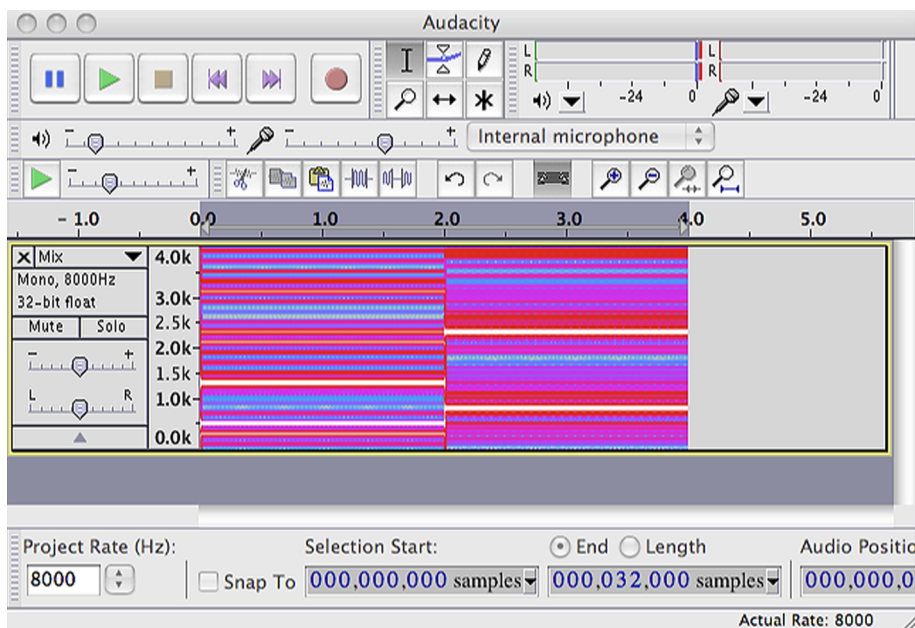 Audacity
L
R
-24 0
L
R
-24 0
- + - + Internal microphone
- +
- 1.0 0.0 1.0 2.0 3.0 4.0 5.0
X Mix
Mono, 8000Hz
32-bit float
Mute Solo
- +
L R
4.0k
3.0k
2.5k
2.0k
1.5k
1.0k
0.0k
Project Rate (Hz): Selection Start: End Length Audio Positio
8000 Snap To 000,000,000 samples 000,032,000 samples 000,000,0
Actual Rate: 8000